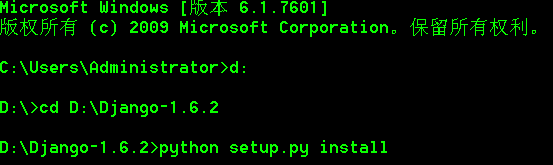 Microsoft Windows [版本 6.1.7601]
版权所有 (c) 2009 Microsoft Corporation。保留所有权利。
C:\Users\Administrator>d:
D:\>cd D:\Django-1.6.2
D:\Django-1.6.2>python setup.py install